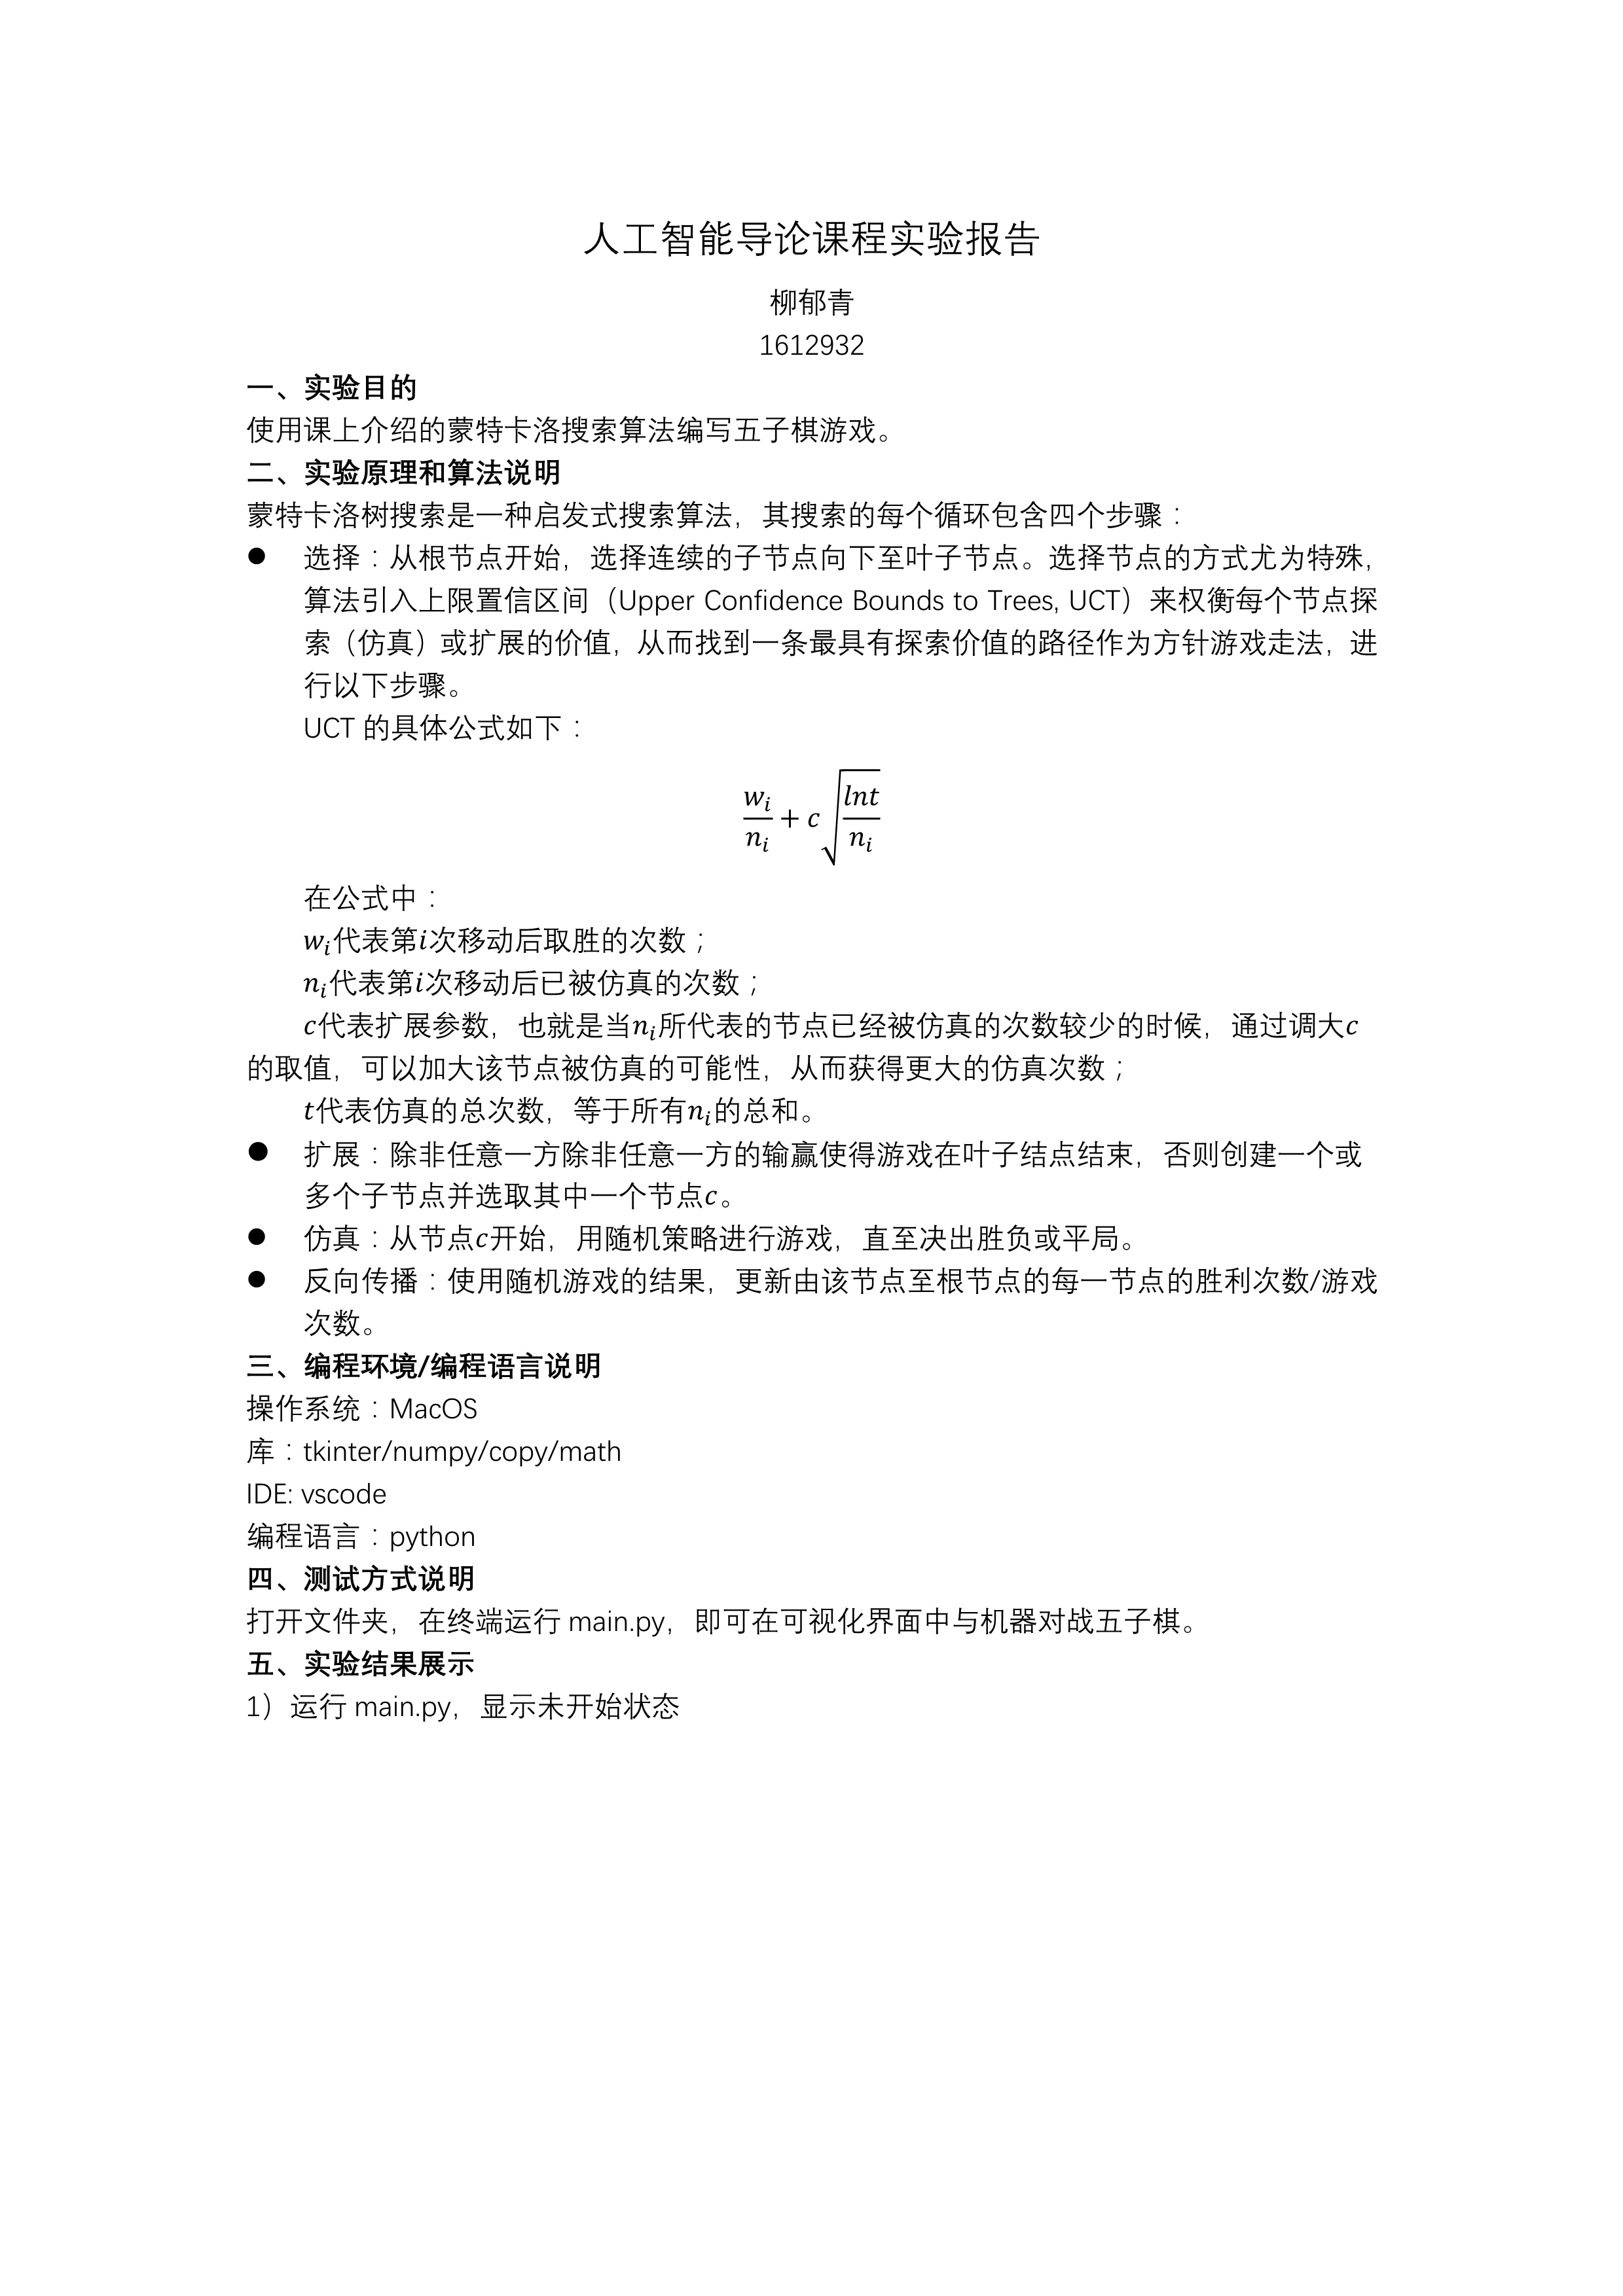 人工智能导论课程实验报告
柳郁青
1612932
一、实验目的
使用课上介绍的蒙特卡洛搜索算法编写五子棋游戏。
二、实验原理和算法说明
蒙特卡洛树搜索是一种启发式搜索算法，其搜索的每个循环包含四个步骤：
● 选择：从根节点开始，选择连续的子节点向下至叶子节点。选择节点的方式尤为特殊，
算法引入上限置信区间（Upper Confidence Bounds to Trees, UCT）来权衡每个节点探
索（仿真）或扩展的价值，从而找到一条最具有探索价值的路径作为方针游戏走法，进
行以下步骤。
UCT 的具体公式如下：
$\frac{w_i}{n_i} + c\sqrt{\frac{lnt}{n_i}}$
在公式中：
$w_i$代表第$i$次移动后取胜的次数；
$n_i$代表第$i$次移动后已被仿真的次数；
$c$代表扩展参数，也就是当$n_i$所代表的节点已经被仿真的次数较少的时候，通过调大$c$
的取值，可以加大该节点被仿真的可能性，从而获得更大的仿真次数；
$t$代表仿真的总次数，等于所有$n_i$的总和。
● 扩展：除非任意一方除非任意一方的输赢使得游戏在叶子结点结束，否则创建一个或
多个子节点并选取其中一个节点$c$。
● 仿真：从节点$c$开始，用随机策略进行游戏，直至决出胜负或平局。
● 反向传播：使用随机游戏的结果，更新由该节点至根节点的每一节点的胜利次数/游戏
次数。
三、编程环境/编程语言说明
操作系统：MacOS
库：tkinter/numpy/copy/math
IDE: vscode
编程语言：python
四、测试方式说明
打开文件夹，在终端运行 main.py，即可在可视化界面中与机器对战五子棋。
五、实验结果展示
1）运行 main.py，显示未开始状态